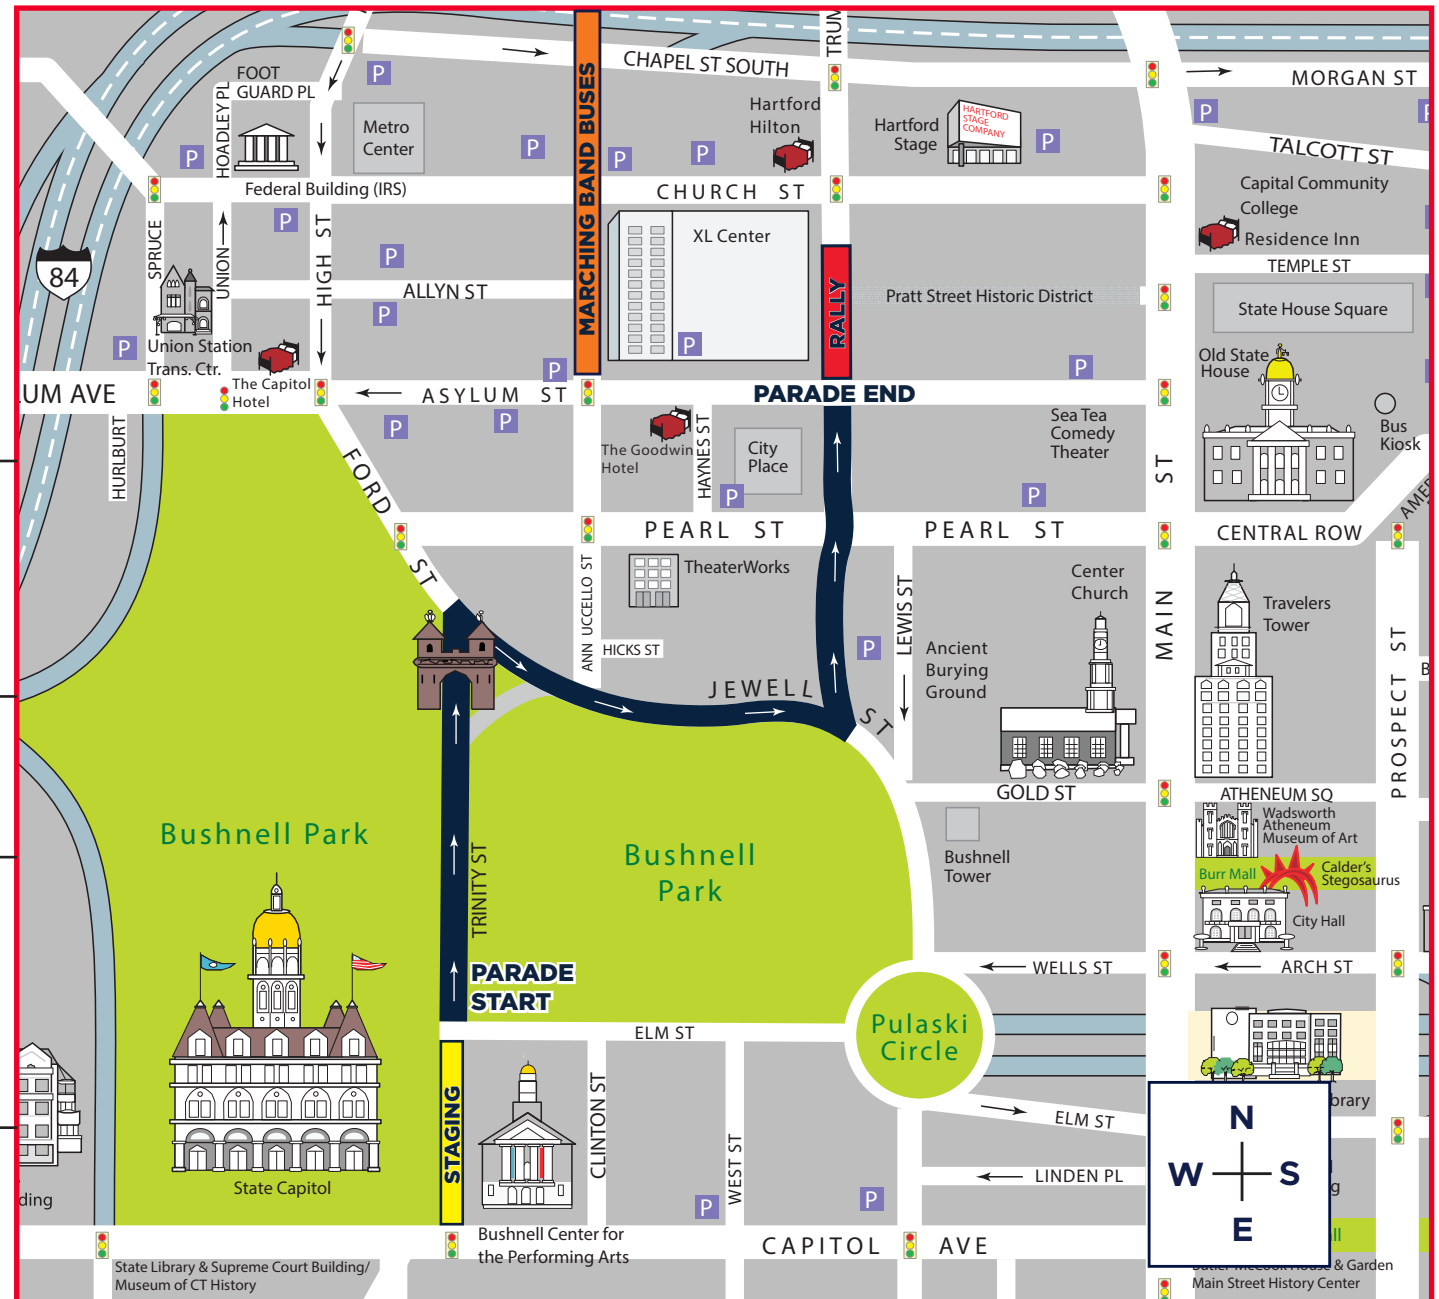 TRUM
CHAPEL ST SOUTH
MORGAN ST
FOOT
GUARD PL
P
HOADLEY PL
Metro
Center
P
P
MARCHING BAND BUSES
P
P
Hartford
Hilton
Hartford
Stage
HARTFORD
STAGE
COMPANY
P
P
TALCOTT ST
Federal Building (IRS)
CHURCH ST
Capital Community
College
Residence Inn
TEMPLE ST
84
SPRUCE
UNION
HIGH ST
P
P
P
ALLYN ST
XL Center
P
RALLY
Pratt Street Historic District
State House Square
P
Union Station
Trans. Ctr.
The Capitol
Hotel
P
P
Old State
House
UM AVE
ASYLUM ST
PARADE END
HURLBURT
FORD ST
P
P
The Goodwin
Hotel
HAYNES ST
City
Place
P
Sea Tea
Comedy
Theater
P
Bus
Kiosk
MAIN ST
PEARL ST
PEARL ST
CENTRAL ROW
AMER
TheaterWorks
ANN UCCELLO ST
HICKS ST
P
LEWIS ST
Ancient
Burying
Ground
Center
Church
Travelers
Tower
PROSPECT ST
JEWELL ST
GOLD ST
ATHENEUM SQ
Wadsworth
Atheneum
Museum of Art
Bushnell Park
Bushnell
Park
TRINITY ST
Bushnell
Tower
Burr Mall
Calder's
Stegosaurus
City Hall
PARADE
START
WELLS ST
ARCH ST
ELM ST
Pulaski
Circle
STAGING
CLINTON ST
WEST ST
ELM ST
brary
LINDEN PL
N
W S
E
State Capitol
ding
P
P
Bushnell Center for
the Performing Arts
CAPITOL AVE
State Library & Supreme Court Building/
Museum of CT History
Butler-McCook House & Garden
Main Street History Center